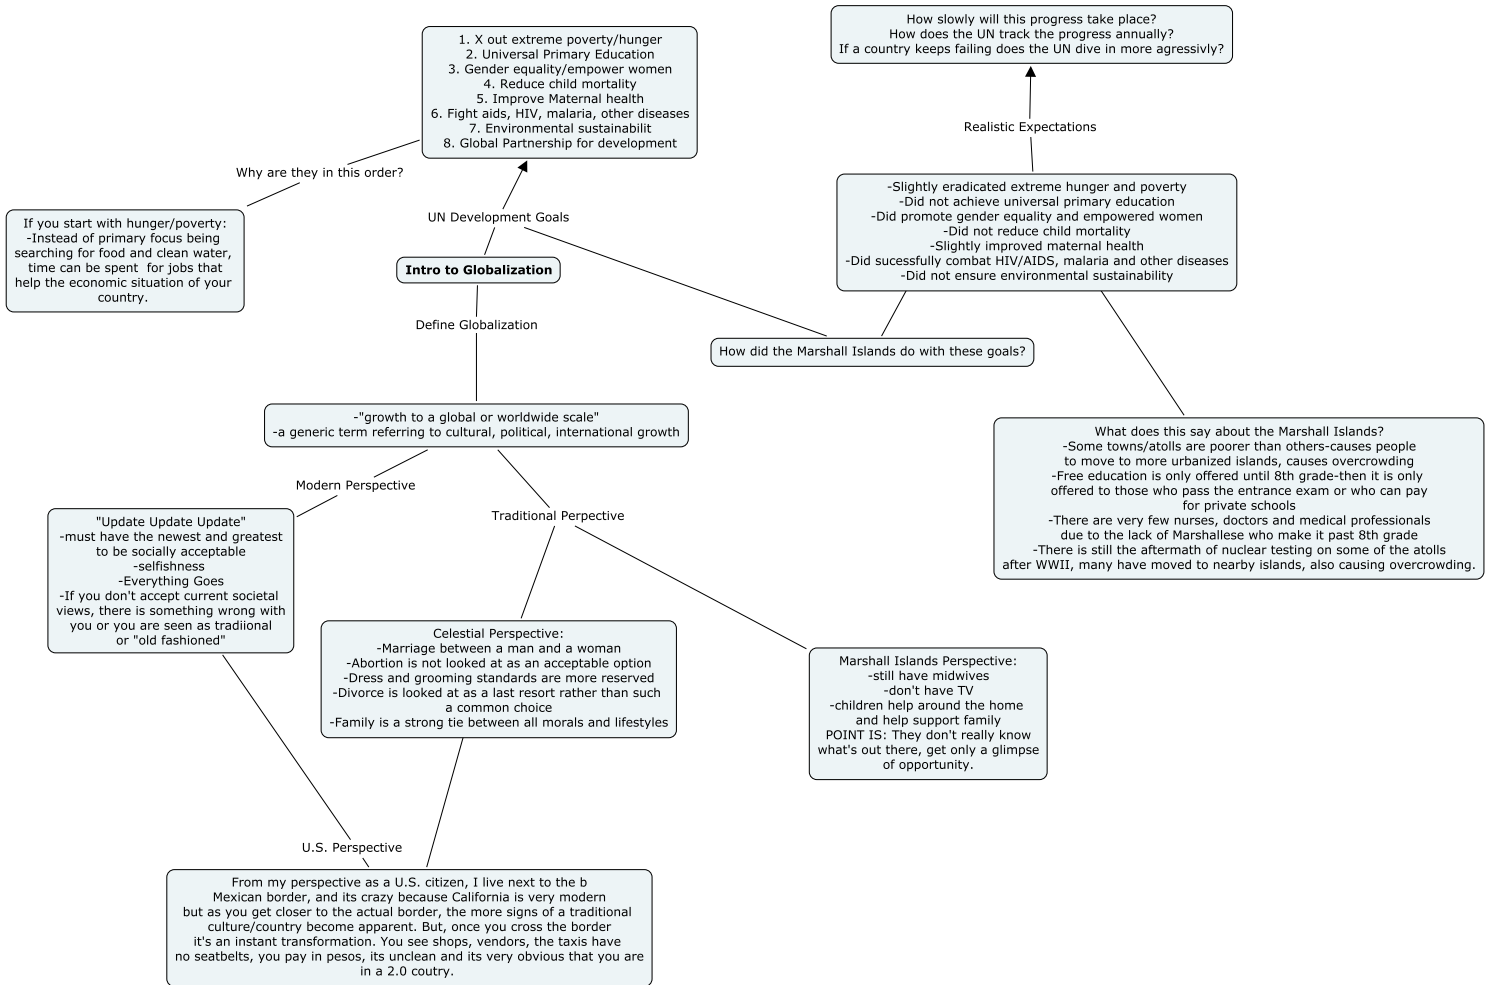 How slowly will this progress take place?
How does the UN track the progress annually?
If a country keeps failing does the UN dive in more agressivly?
1. X out extreme poverty/hunger
2. Universal Primary Education
3. Gender equality/empower women
4. Reduce child mortality
5. Improve Maternal health
6. Fight aids, HIV, malaria, other diseases
7. Environmental sustainabilit
8. Global Partnership for development
Realistic Expectations
Why are they in this order?
-Slightly eradicated extreme hunger and poverty
-Did not achieve universal primary education
-Did promote gender equality and empowered women
-Did not reduce child mortality
-Slightly improved maternal health
-Did sucessfully combat HIV/AIDS, malaria and other diseases
-Did not ensure environmental sustainability
If you start with hunger/poverty:
-Instead of primary focus being
searching for food and clean water,
time can be spent  for jobs that
help the economic situation of your
country.
UN Development Goals
Intro to Globalization
Define Globalization
How did the Marshall Islands do with these goals?
-"growth to a global or worldwide scale"
-a generic term referring to cultural, political, international growth
What does this say about the Marshall Islands?
-Some towns/atolls are poorer than others-causes people
to move to more urbanized islands, causes overcrowding
-Free education is only offered until 8th grade-then it is only
offered to those who pass the entrance exam or who can pay
for private schools
-There are very few nurses, doctors and medical professionals
due to the lack of Marshallese who make it past 8th grade
-There is still the aftermath of nuclear testing on some of the atolls
after WWII, many have moved to nearby islands, also causing overcrowding.
Modern Perspective
Traditional Perpective
"Update Update Update"
-must have the newest and greatest
to be socially acceptable
-selfishness
-Everything Goes
-If you don't accept current societal
views, there is something wrong with
you or you are seen as tradiional
or "old fashioned"
Celestial Perspective:
-Marriage between a man and a woman
-Abortion is not looked at as an acceptable option
-Dress and grooming standards are more reserved
-Divorce is looked at as a last resort rather than such
a common choice
-Family is a strong tie between all morals and lifestyles
Marshall Islands Perspective:
-still have midwives
-don't have TV
-children help around the home
and help support family
POINT IS: They don't really know
what's out there, get only a glimpse
of opportunity.
U.S. Perspective
From my perspective as a U.S. citizen, I live next to the b
Mexican border, and its crazy because California is very modern
but as you get closer to the actual border, the more signs of a traditional
culture/country become apparent. But, once you cross the border
it's an instant transformation. You see shops, vendors, the taxis have
no seatbelts, you pay in pesos, its unclean and its very obvious that you are
in a 2.0 coutry.